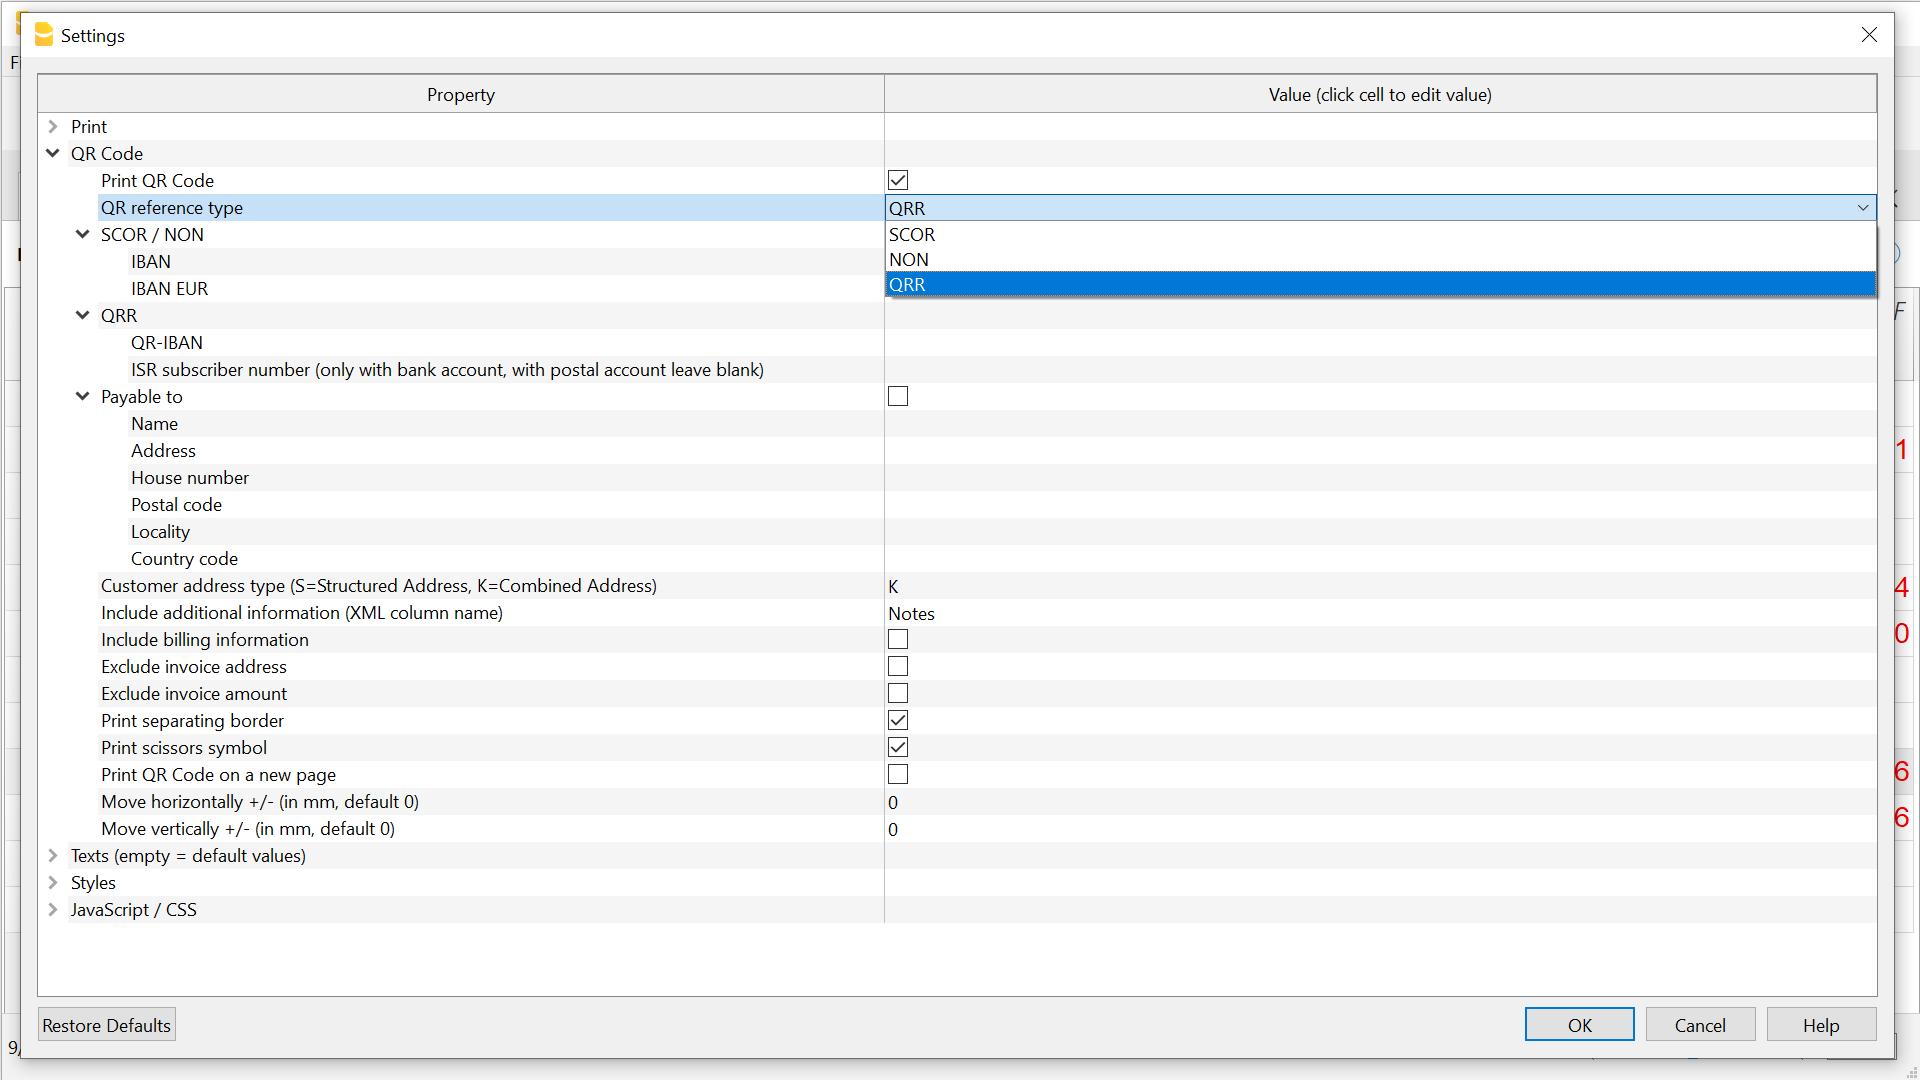 Settings
Property
Value (click cell to edit value)
Print
QR Code
Print QR Code
QR reference type
QRR
SCOR / NON
SCOR
IBAN
NON
IBAN EUR
QRR
QRR
QR-IBAN
ISR subscriber number (only with bank account, with postal account leave blank)
Payable to
Name
Address
House number
Postal code
Locality
Country code
Customer address type (S=Structured Address, K=Combined Address)
K
Include additional information (XML column name)
Notes
Include billing information
Exclude invoice address
Exclude invoice amount
Print separating border
Print scissors symbol
Print QR Code on a new page
Move horizontally +/- (in mm, default 0)
0
Move vertically +/- (in mm, default 0)
0
Texts (empty = default values)
Styles
JavaScript / CSS
Restore Defaults
OK
Cancel
Help
F
1
4
0
6
6